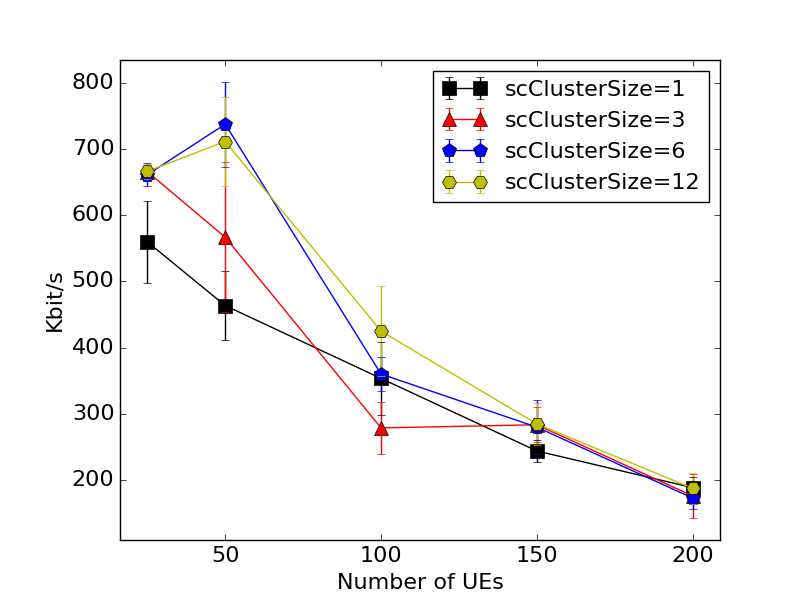 800
700
600
500
400
300
200
Kbit/s
50
100
150
200
Number of UEs
scClusterSize=1
scClusterSize=3
scClusterSize=6
scClusterSize=12